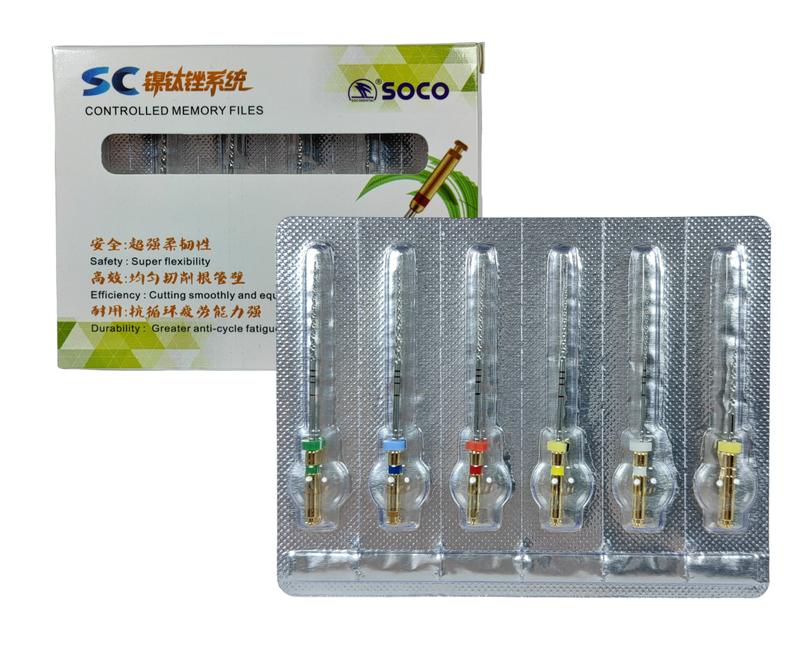 SC 镍钛锉系统
CONTROLLED MEMORY FILES
® SOCO
安全:超强柔韧性
Safety : Super flexibility
高效:均匀切削根管壁
Efficiency : Cutting smoothly and equ
耐用:抗循环疲劳能力强
Durability : Greater anti-cycle fatigu